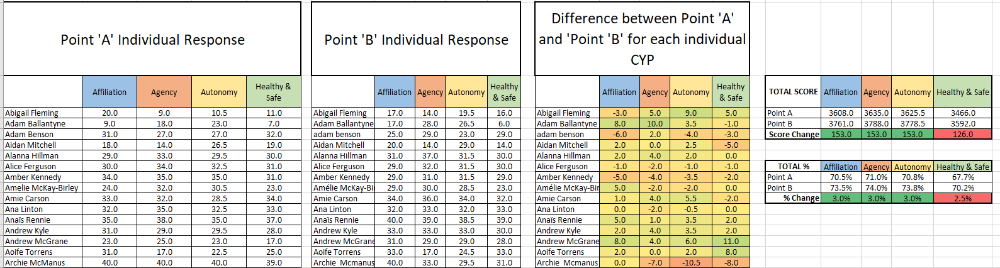 Point 'A' Individual Response
Point 'B' Individual Response
Difference between Point 'A'
and 'Point 'B' for each individual
CYP
Affiliation Agency Autonomy Healthy & Safe
Affiliation Agency Autonomy Healthy & Safe
Affiliation Agency Autonomy Healthy & Safe
TOTAL SCORE Affiliation Agency Autonomy Healthy & Safe
Abigail Fleming 20.0 9.0 10.5 11.0 Abigail Fleming 17.0 14.0 19.5 16.0 Abigail Fleming -3.0 5.0 9.0 5.0 Point A 3608.0 3635.0 3625.5 3466.0
Adam Ballantyne 9.0 18.0 23.0 7.0 Adam Ballantyne 17.0 28.0 26.5 6.0 Adam Ballantyne 8.0 10.0 3.5 -1.0 Point B 3761.0 3788.0 3778.5 3592.0
Adam Benson 31.0 27.0 27.0 32.0 adam benson 25.0 29.0 23.0 29.0 adam benson -6.0 2.0 -4.0 -3.0 Score Change 153.0 153.0 153.0 126.0
Aidan Mitchell 18.0 14.0 26.5 19.0 Aidan Mitchell 20.0 14.0 29.0 14.0 Aidan Mitchell 2.0 0.0 2.5 -5.0
Alanna Hillman 29.0 33.0 29.5 30.0 Alanna Hillman 31.0 37.0 31.5 30.0 Alanna Hillman 2.0 4.0 2.0 0.0
Alice Ferguson 30.0 34.0 32.5 31.0 Alice Ferguson 29.0 32.0 31.5 30.0 Alice Ferguson -1.0 -2.0 -1.0 -1.0 TOTAL % Affiliation Agency Autonomy Healthy & Safe
Amber Kennedy 34.0 35.0 35.0 31.0 Amber Kennedy 29.0 31.0 31.5 29.0 Amber Kennedy -5.0 -4.0 -3.5 -2.0 Point A 70.5% 71.0% 70.8% 67.7%
Amelie McKay-Birley 24.0 32.0 30.5 23.0 Amélie McKay-Bir 29.0 30.0 28.5 23.0 Amélie McKay-Bir 5.0 -2.0 -2.0 0.0 Point B 73.5% 74.0% 73.8% 70.2%
Amie Carson 33.0 32.0 28.5 34.0 Amie Carson 34.0 36.0 34.0 32.0 Amie Carson 1.0 4.0 5.5 -2.0 % Change 3.0% 3.0% 3.0% 2.5%
Ana Linton 32.0 35.0 32.5 33.0 Ana Linton 32.0 33.0 32.0 33.0 Ana Linton 0.0 -2.0 -0.5 0.0
Anaïs Rennie 35.0 38.0 35.0 37.0 Anaïs Rennie 40.0 39.0 38.5 39.0 Anaïs Rennie 5.0 1.0 3.5 2.0
Andrew Kyle 31.0 29.0 29.5 28.0 Andrew Kyle 33.0 33.0 33.0 30.0 Andrew Kyle 2.0 4.0 3.5 2.0
Andrew McGrane 23.0 25.0 23.0 17.0 Andrew McGrane 31.0 29.0 29.0 28.0 Andrew McGrane 8.0 4.0 6.0 11.0
Aoife Torrens 31.0 17.0 22.5 25.0 Aoife Torrens 33.0 17.0 24.5 33.0 Aoife Torrens 2.0 0.0 2.0 8.0
Archie McManus 40.0 40.0 40.0 39.0 Archie Mcmanus 40.0 33.0 29.5 31.0 Archie Mcmanus 0.0 -7.0 -10.5 -8.0